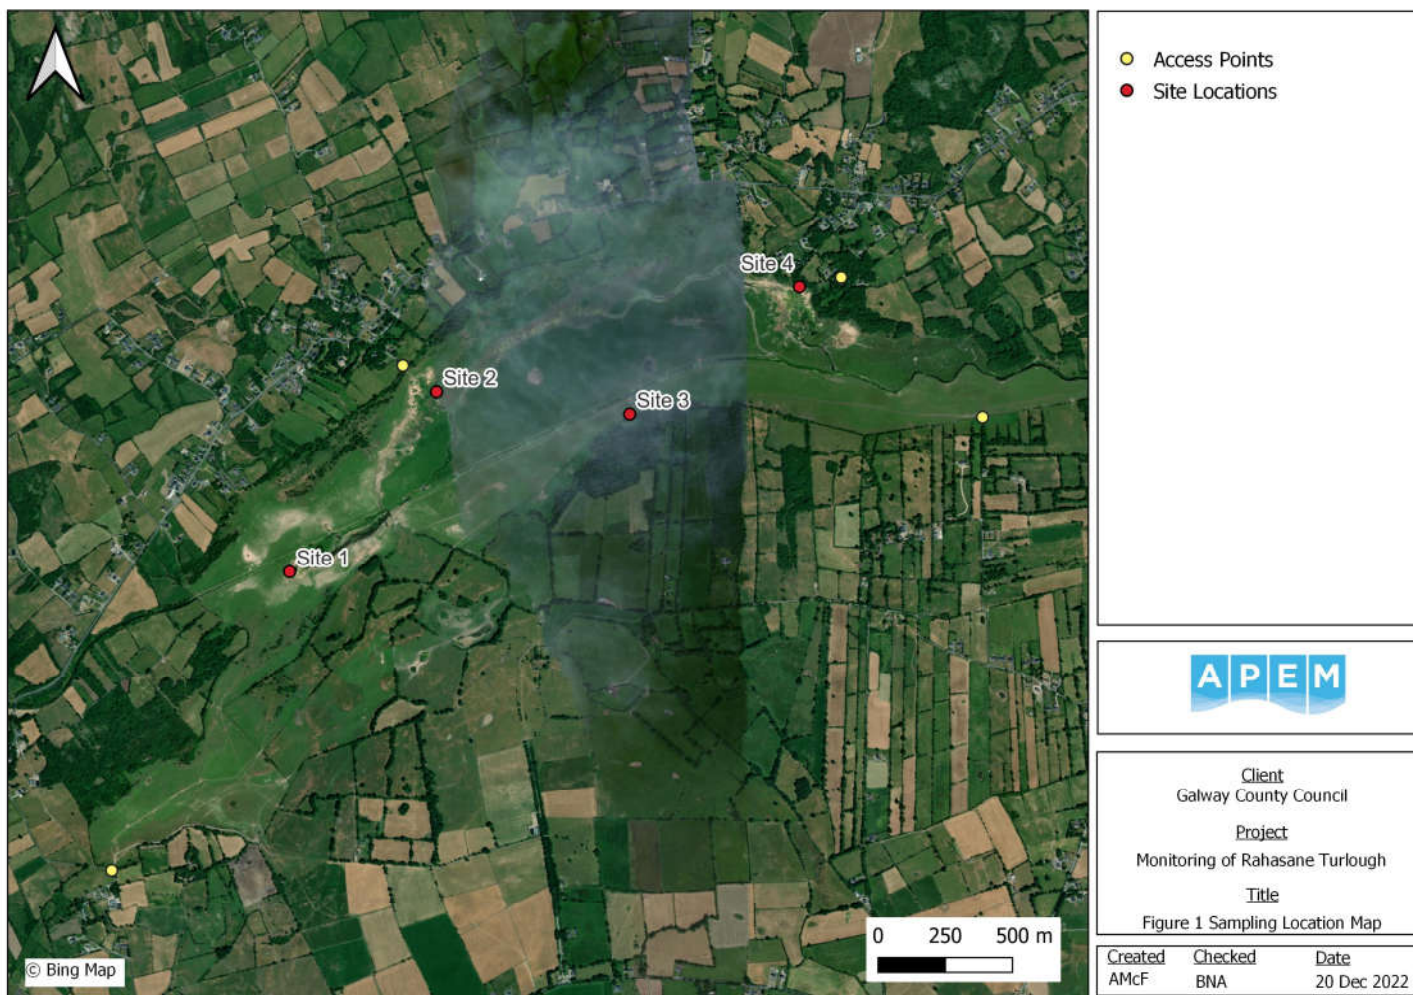 Access Points
Site Locations
Site 4
Site 2
Site 3
Site 1
0 250 500 m
© Bing Map
APEM
Client
Galway County Council
Project
Monitoring of Rahasane Turlough
Title
Figure 1 Sampling Location Map
Created Checked Date
AMcF BNA 20 Dec 2022